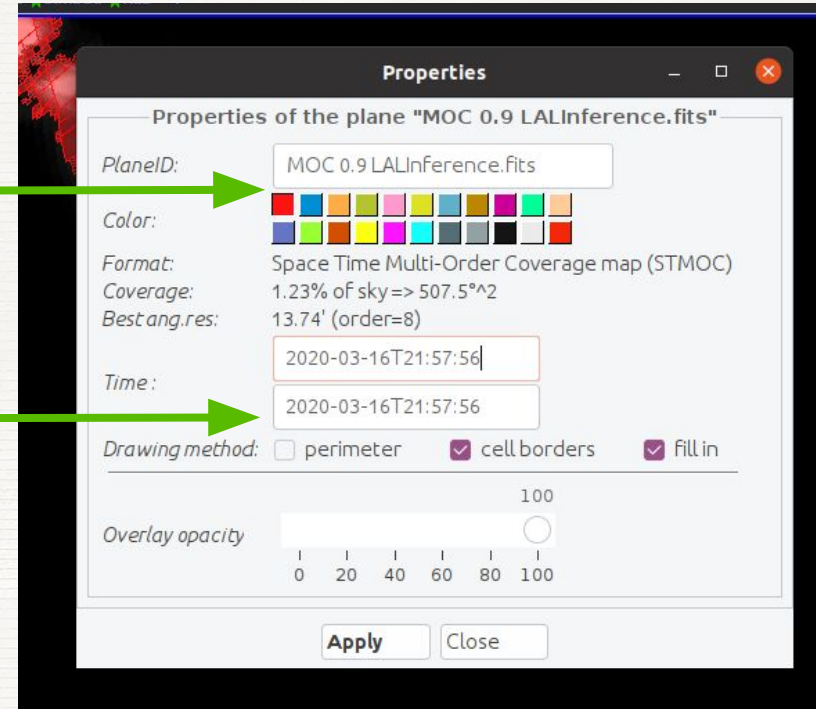 Properties
Properties of the plane "MOC 0.9 LALInference.fits"
PlaneID: MOC 0.9 LALInference.fits
Color:
Format: Space Time Multi-Order Coverage map (STMOC)
Coverage: 1.23% of sky => 507.5°^2
Best ang.res: 13.74' (order=8)
2020-03-16T21:57:56
Time :
2020-03-16T21:57:56
Drawing method: perimeter cell borders fill in
100
Overlay opacity
0 20 40 60 80 100
Apply Close